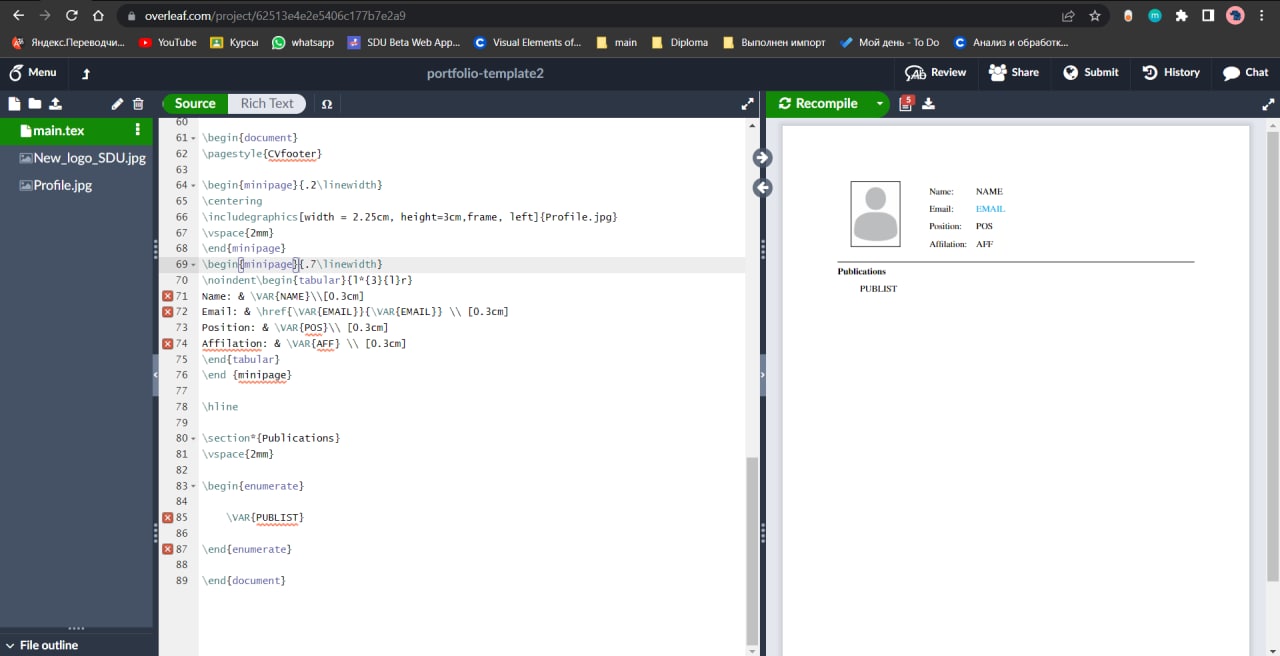 overleaf.com/project/62513e4e2e5406c177b7e2a9
Яндекс.Переводчи... YouTube Курсы whatsapp SDU Beta Web App... Visual Elements of... main Diploma Выполнен импорт Мой день - To Do Анализ и обработк...
Menu portfolio-template2 Review Share Submit History Chat
Source Rich Text Ω Recompile 5
main.tex
New_logo_SDU.jpg
Profile.jpg
60
61 \begin{document}
62 \pagestyle{CVfooter}
63
64 \begin{minipage}{.2\linewidth}
65 \centering
66 \includegraphics[width = 2.25cm, height=3cm,frame, left]{Profile.jpg}
67 \vspace{2mm}
68 \end{minipage}
69 \begin{minipage}{.7\linewidth}
70 \noindent\begin{tabular}{l*{3}{l}r}
71 Name: & \VAR{NAME}\\[0.3cm]
72 Email: & \href{\VAR{EMAIL}}{\VAR{EMAIL}} \\ [0.3cm]
73 Position: & \VAR{POS}\\ [0.3cm]
74 Affilation: & \VAR{AFF} \\ [0.3cm]
75 \end{tabular}
76 \end {minipage}
77
78 \hline
79
80 \section*{Publications}
81 \vspace{2mm}
82
83 \begin{enumerate}
84
85 \VAR{PUBLIST}
86
87 \end{enumerate}
88
89 \end{document}
File outline
Name: NAME
Email: EMAIL
Position: POS
Affilation: AFF
Publications
PUBLIST